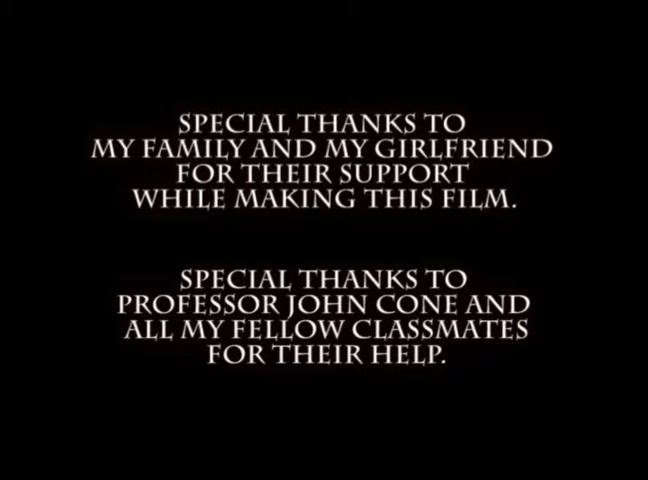 SPECIAL THANKS TO
MY FAMILY AND MY GIRLFRIEND
FOR THEIR SUPPORT
WHILE MAKING THIS FILM.
SPECIAL THANKS TO
PROFESSOR JOHN CONE AND
ALL MY FELLOW CLASSMATES
FOR THEIR HELP.